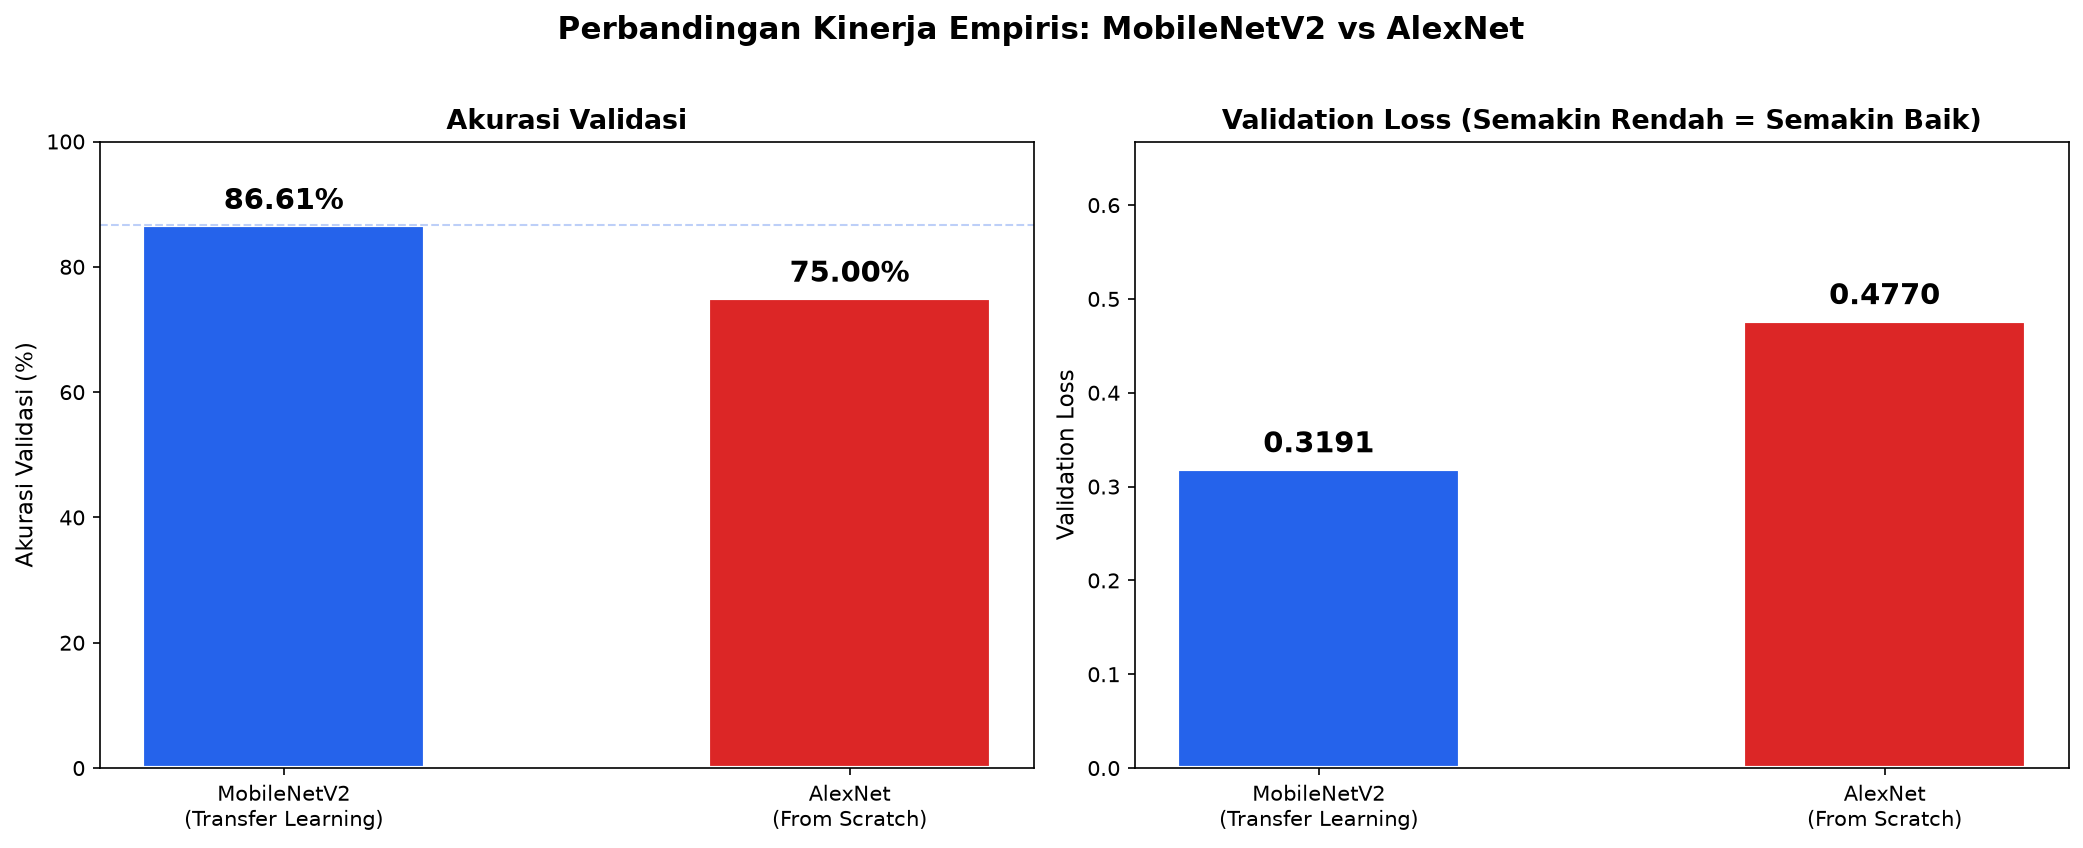 Perbandingan Kinerja Empiris: MobileNetV2 vs AlexNet
Akurasi Validasi
Akurasi Validasi (%)
100
80
60
40
20
0
86.61%
75.00%
MobileNetV2
(Transfer Learning)
AlexNet
(From Scratch)
Validation Loss (Semakin Rendah = Semakin Baik)
Validation Loss
0.6
0.5
0.4
0.3
0.2
0.1
0.0
0.3191
0.4770
MobileNetV2
(Transfer Learning)
AlexNet
(From Scratch)